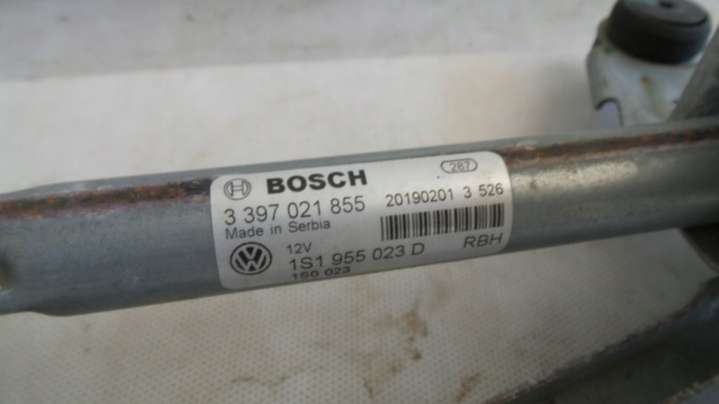 BOSCH
287
3 397 021 855
20190201 3 526
Made in Serbia
12V
RBH
1S1 955 023 D
1S0 023